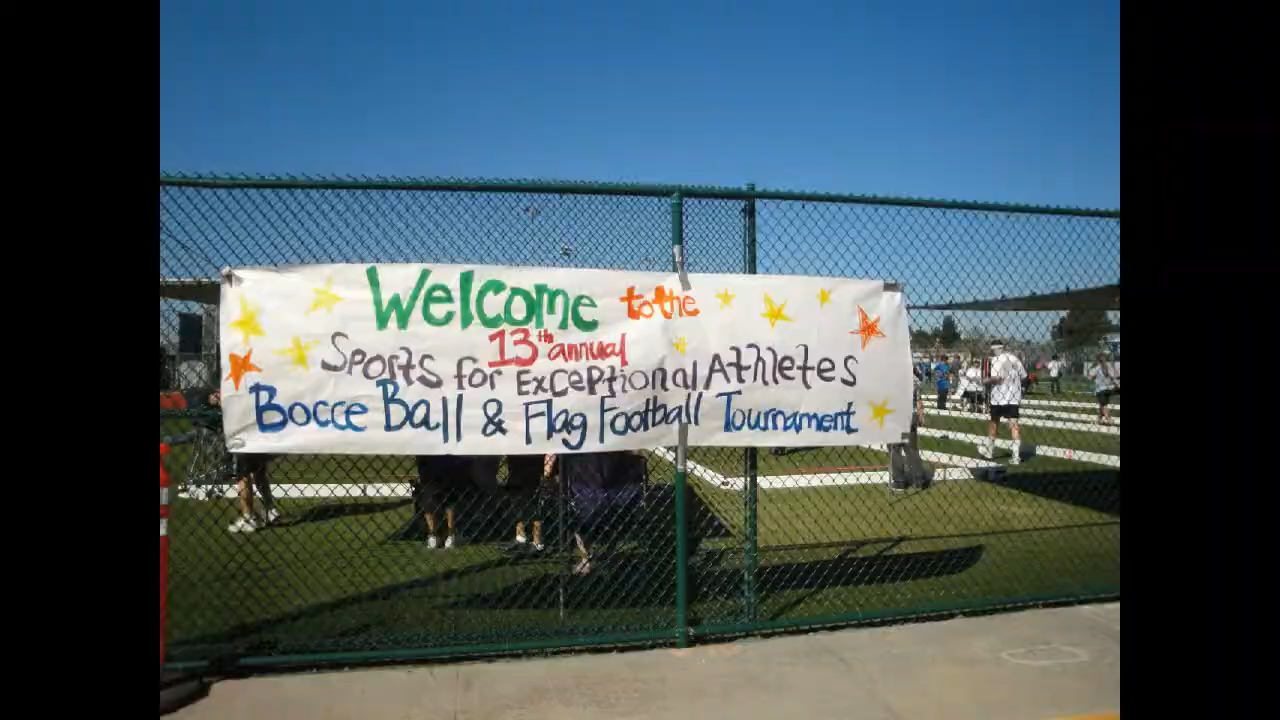 Welcome to the
13th annual
Sports for Exceptional Athletes
Bocce Ball & Flag Football Tournament